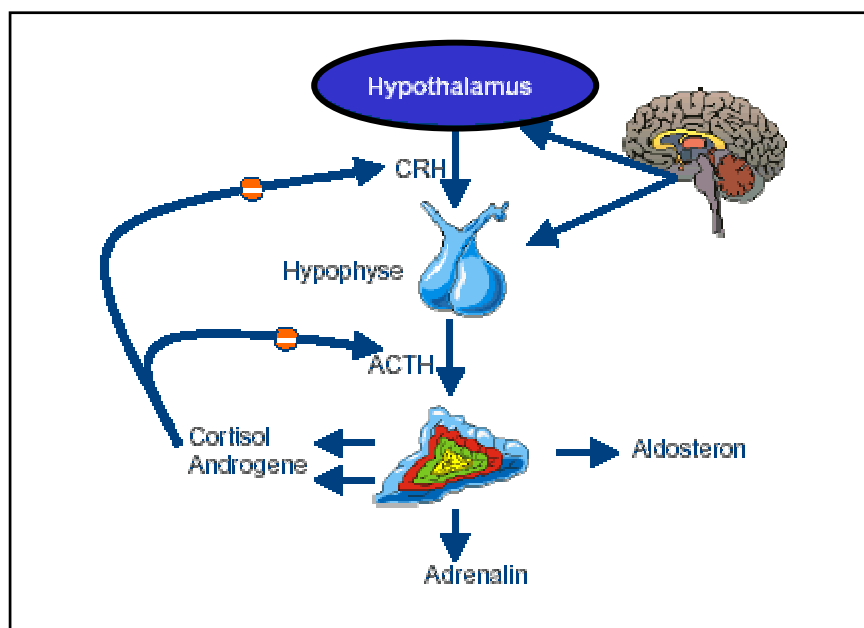 Hypothalamus
CRH
Hypophyse
ACTH
Cortisol
Androgene
Aldosteron
Adrenalin